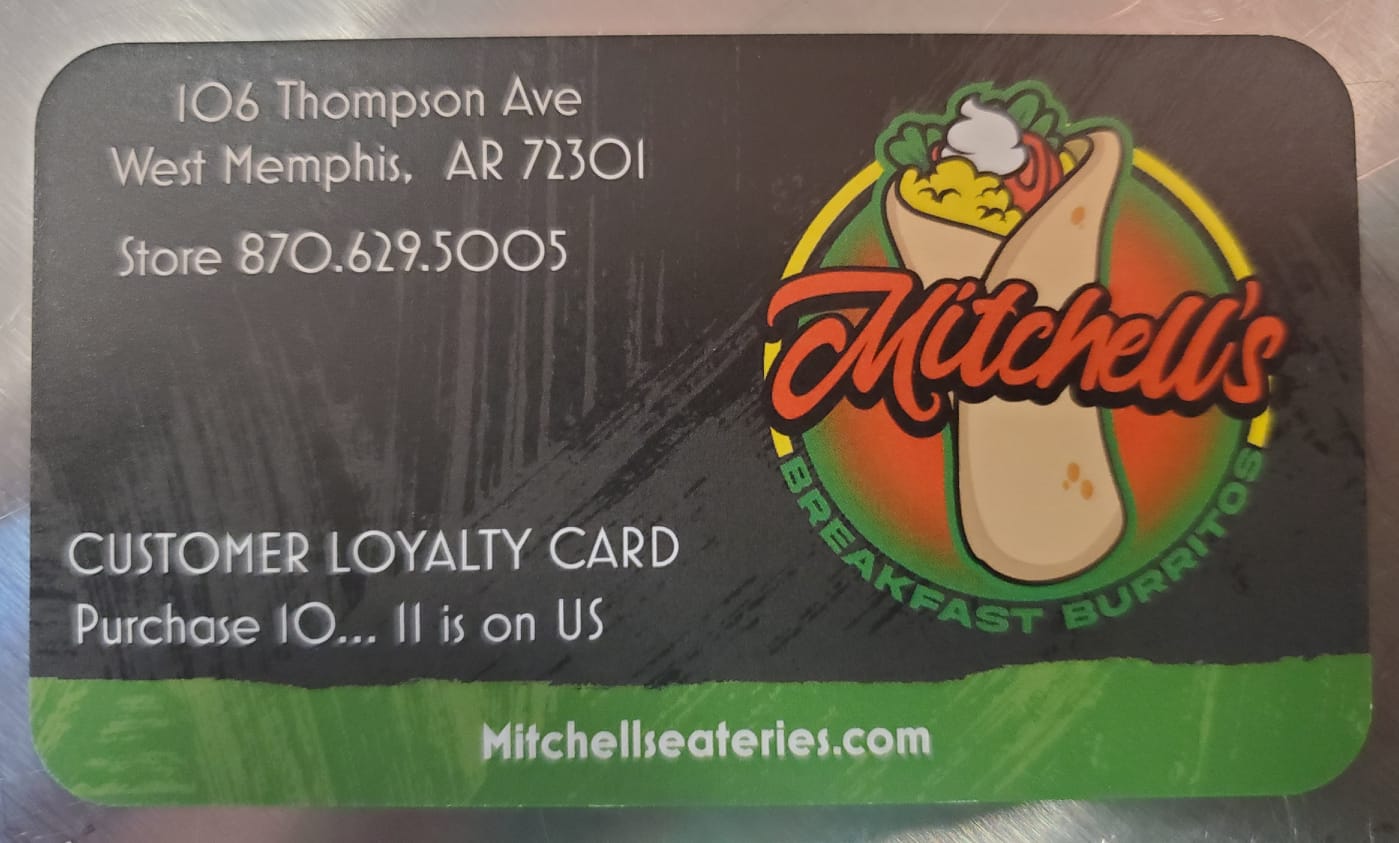 106 Thompson Ave
West Memphis, AR 72301
Store 870.629.5005
Mitchell's
BREAKFAST BURRITOS
CUSTOMER LOYALTY CARD
Purchase 10... 11 is on US
Mitchellseateries.com